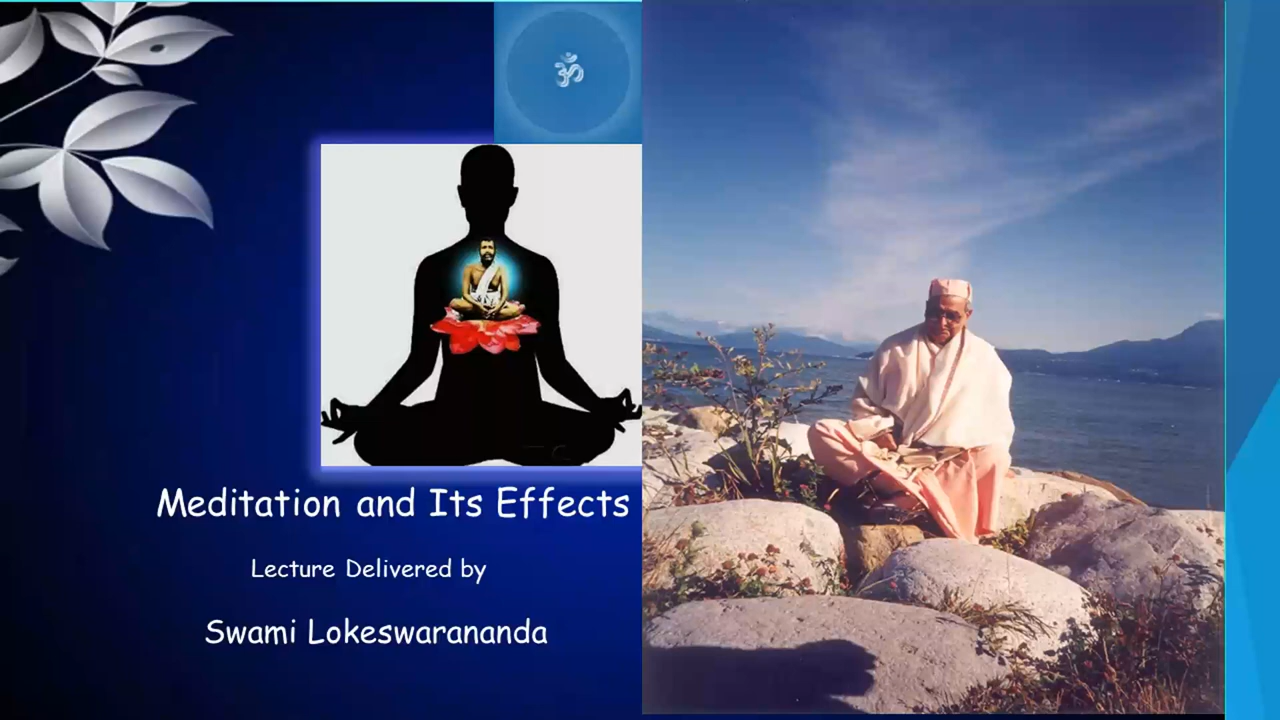 ॐ
Meditation and Its Effects
Lecture Delivered by
Swami Lokeswarananda